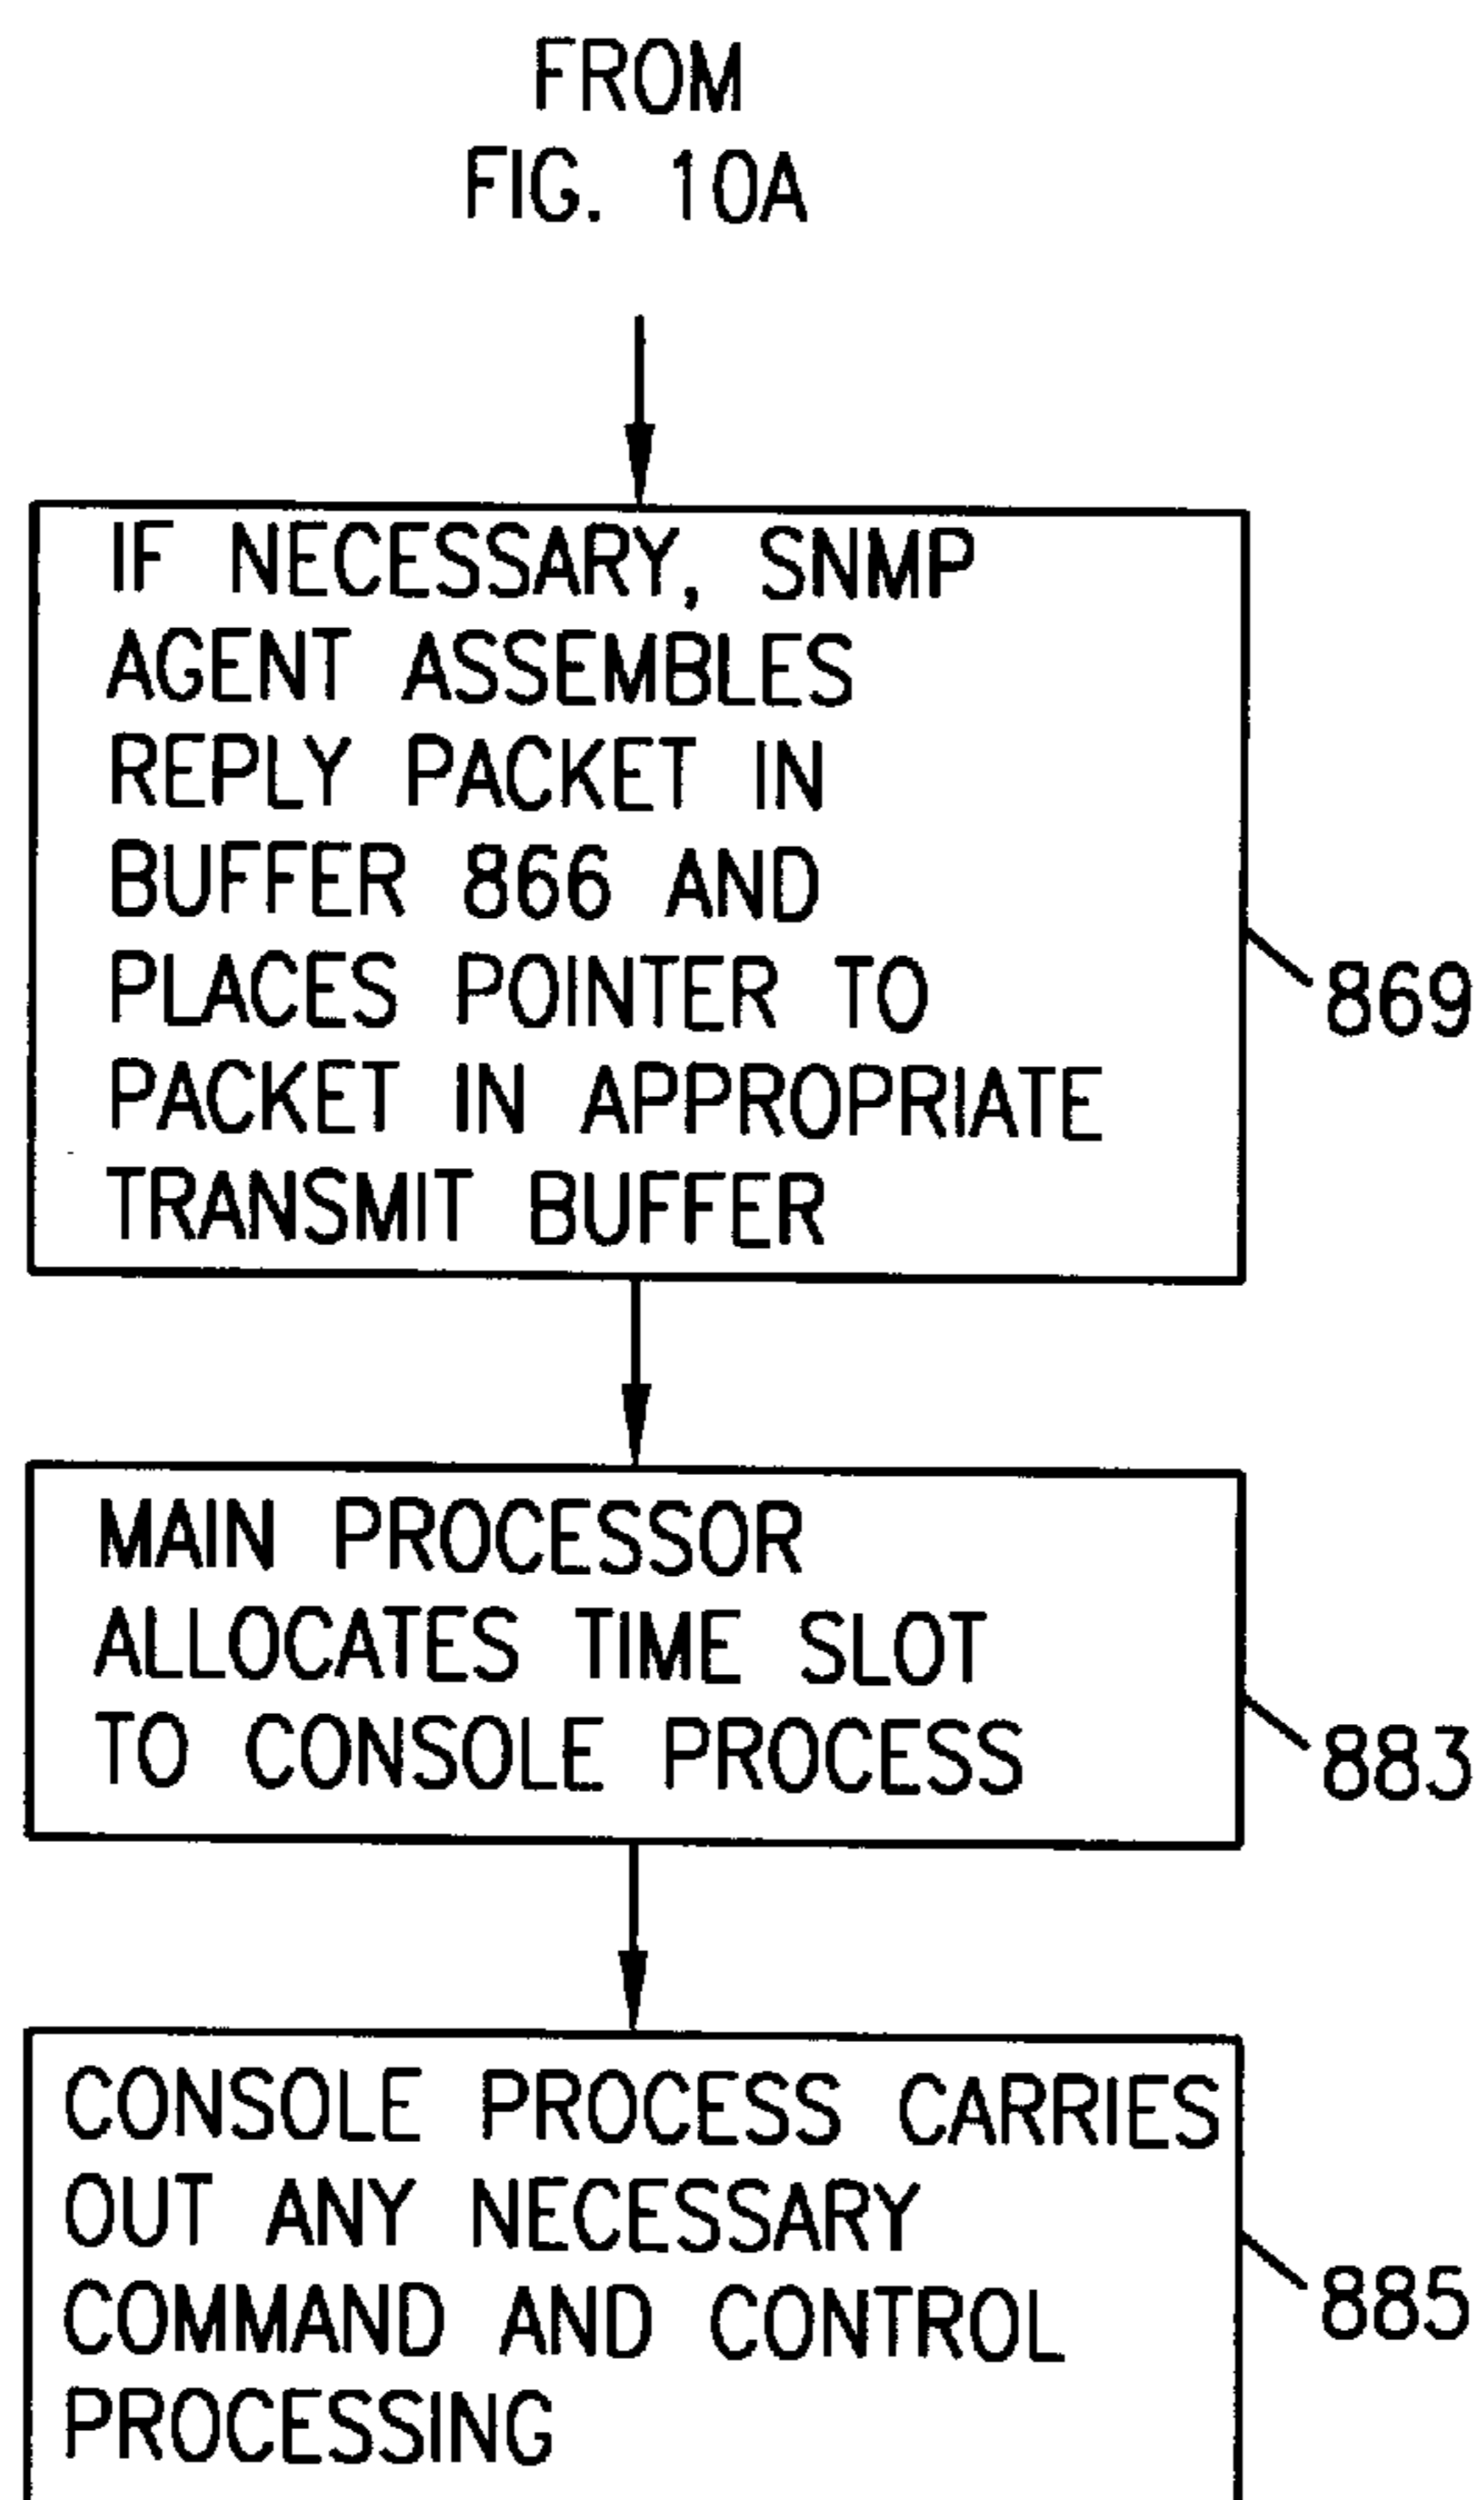 FROM
FIG. 10A
IF NECESSARY, SNMP
AGENT ASSEMBLES
REPLY PACKET IN
BUFFER 866 AND
PLACES POINTER TO
PACKET IN APPROPRIATE
TRANSMIT BUFFER
869
MAIN PROCESSOR
ALLOCATES TIME SLOT
TO CONSOLE PROCESS
883
CONSOLE PROCESS CARRIES
OUT ANY NECESSARY
COMMAND AND CONTROL
PROCESSING
885